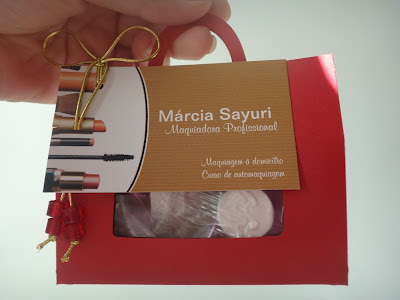 Márcia Sayuri
Maquiadora Profissional
Maquiagem à domicílio
Curso de automaquiagem